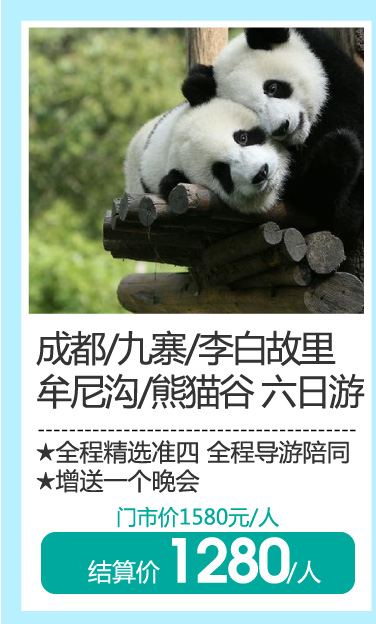 成都/九寨/李白故里
牟尼沟/熊猫谷 六日游
★全程精选准四 全程导游陪同
★增送一个晚会
门市价1580元/人
结算价 1280/人